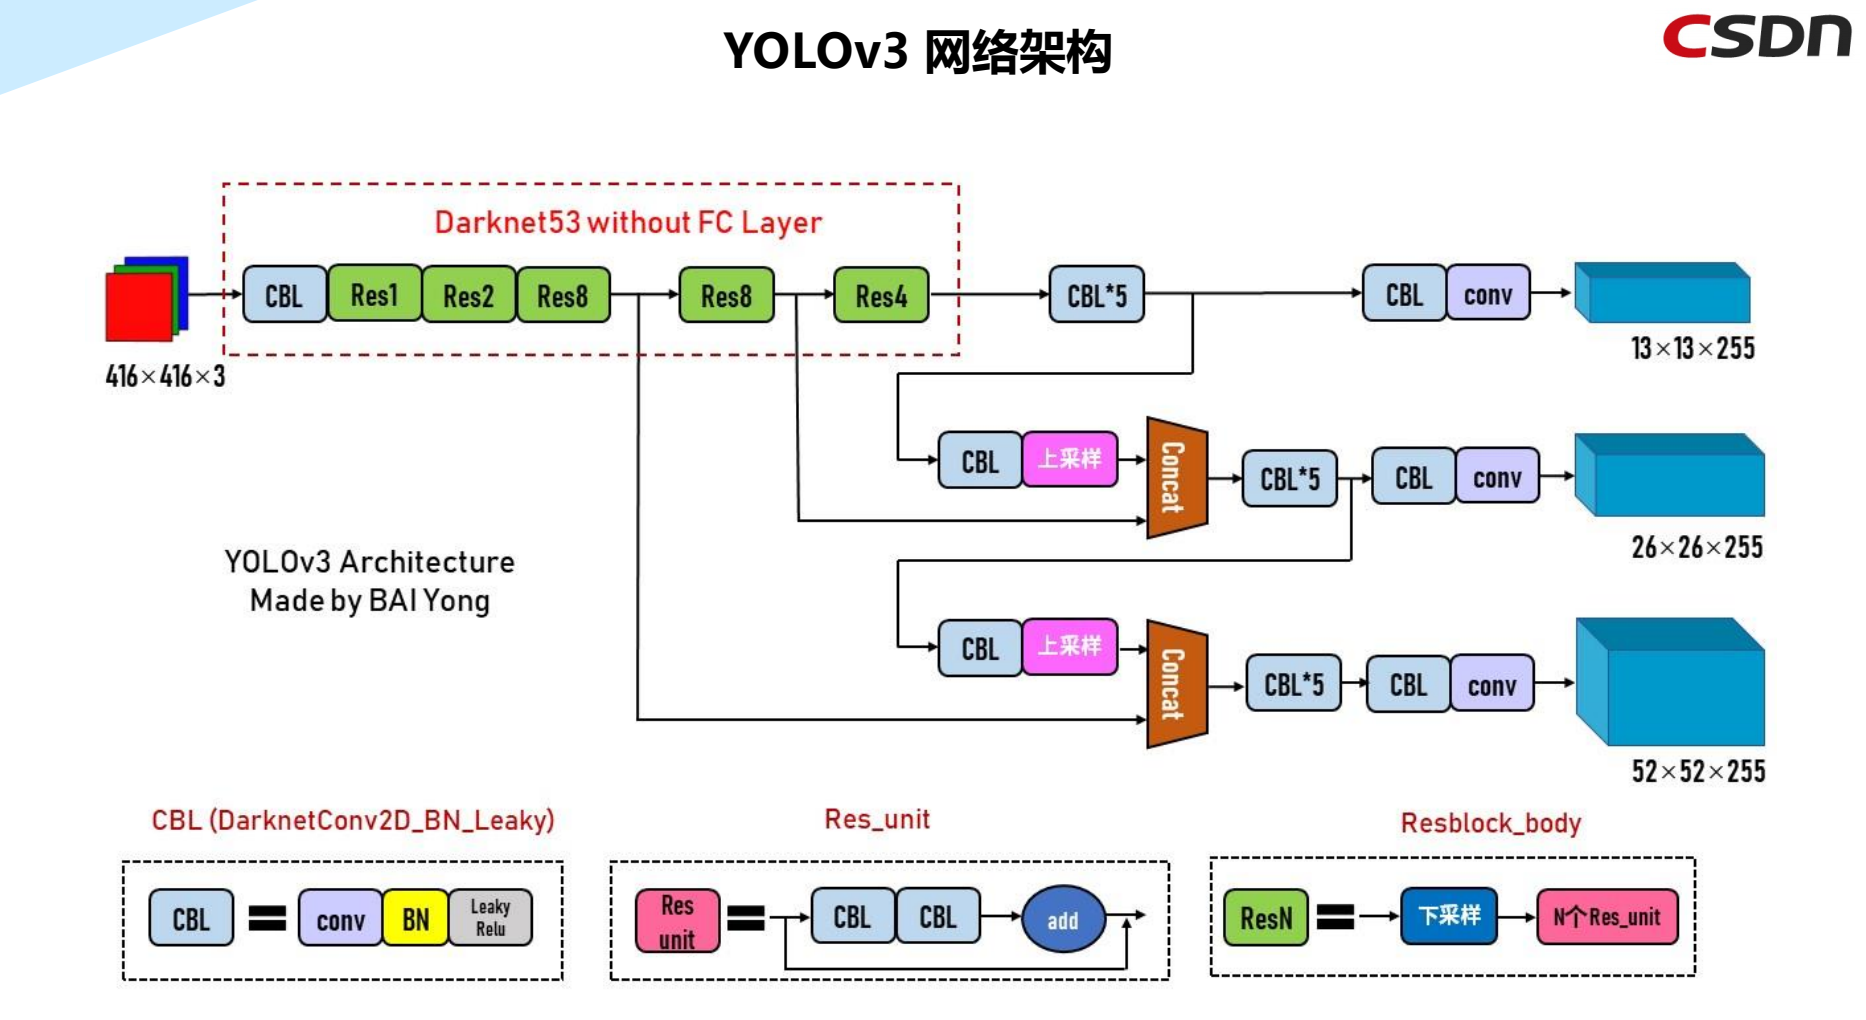 YOLOv3 网络架构
CSDN
Darknet53 without FC Layer
CBL Res1 Res2 Res8 Res8 Res4 CBL*5 CBL conv
416×416×3
13×13×255
CBL 上采样 Concat CBL*5 CBL conv
26×26×255
YOLOv3 Architecture
Made by BAI Yong
CBL 上采样 Concat CBL*5 CBL conv
52×52×255
CBL (DarknetConv2D_BN_Leaky)
CBL = conv BN Leaky
Relu
Res_unit
Res
unit = CBL CBL add
Resblock_body
ResN = 下采样 N个Res_unit